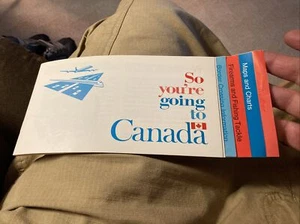 So
you're
going
to
Canada
Maps and Charts
Firearms and Fishing Tackle